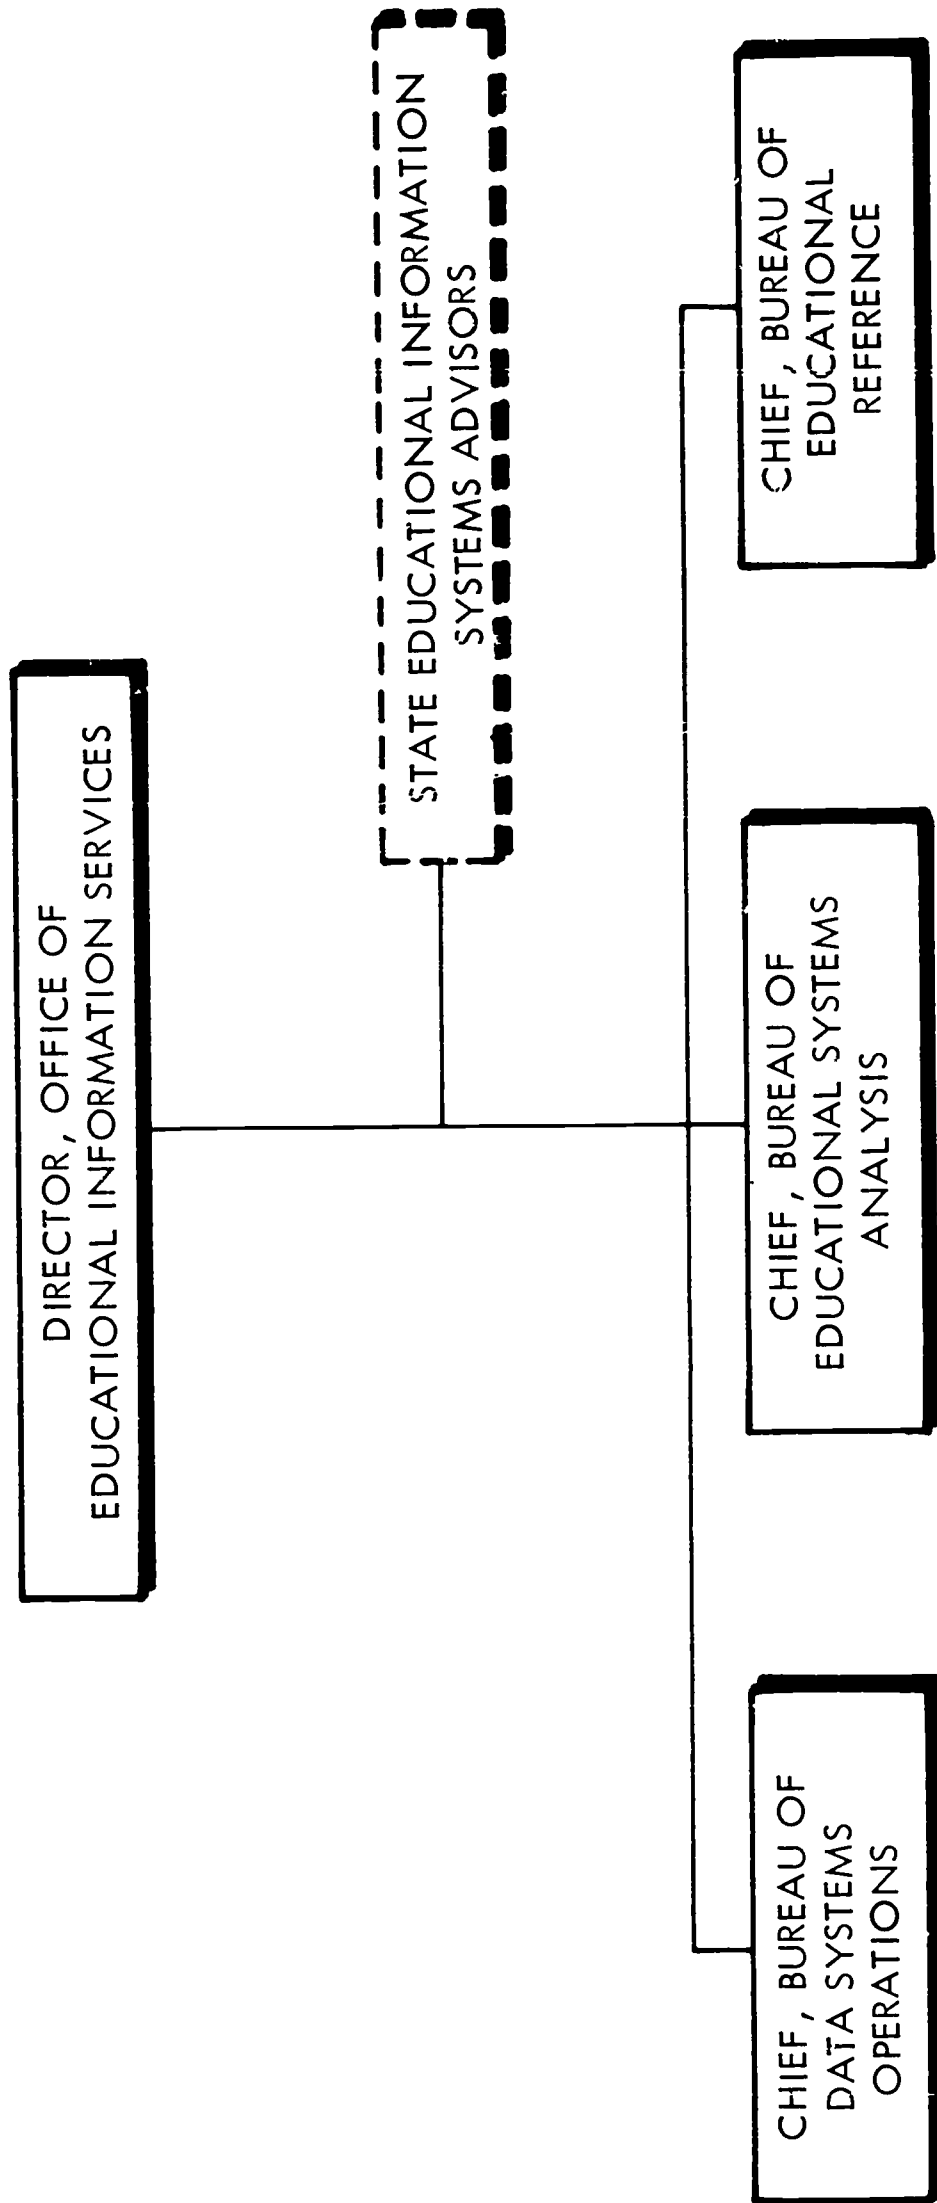 DIRECTOR, OFFICE OF
EDUCATIONAL INFORMATION SERVICES
STATE EDUCATIONAL INFORMATION
SYSTEMS ADVISORS
CHIEF, BUREAU OF
DATA SYSTEMS
OPERATIONS
CHIEF, BUREAU OF
EDUCATIONAL SYSTEMS
ANALYSIS
CHIEF, BUREAU OF
EDUCATIONAL
REFERENCE